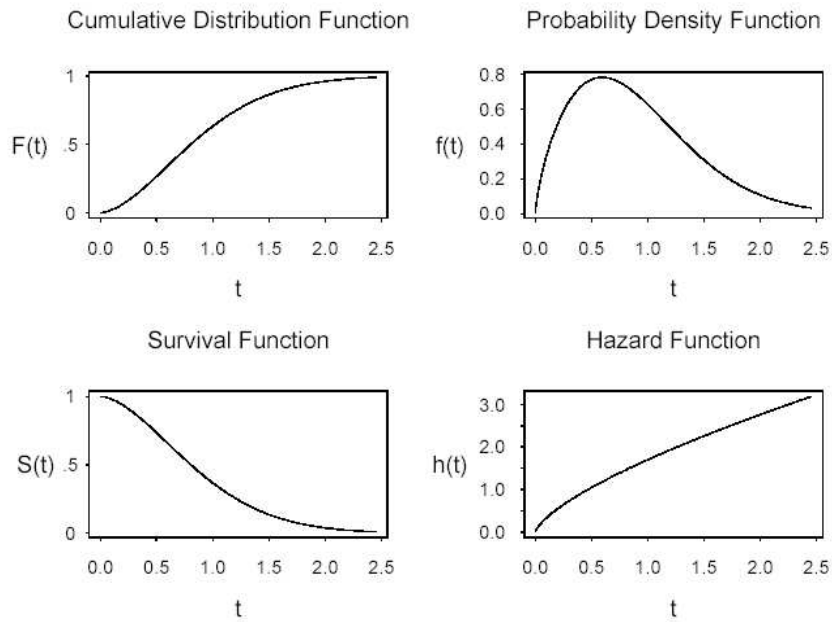 Cumulative Distribution Function
1
F(t)
.5
0
0.0 0.5 1.0 1.5 2.0 2.5
t
Probability Density Function
0.8
0.6
f(t)
0.4
0.2
0.0
0.0 0.5 1.0 1.5 2.0 2.5
t
Survival Function
1
S(t)
.5
0
0.0 0.5 1.0 1.5 2.0 2.5
t
Hazard Function
3.0
2.0
h(t)
1.0
0.0
0.0 0.5 1.0 1.5 2.0 2.5
t